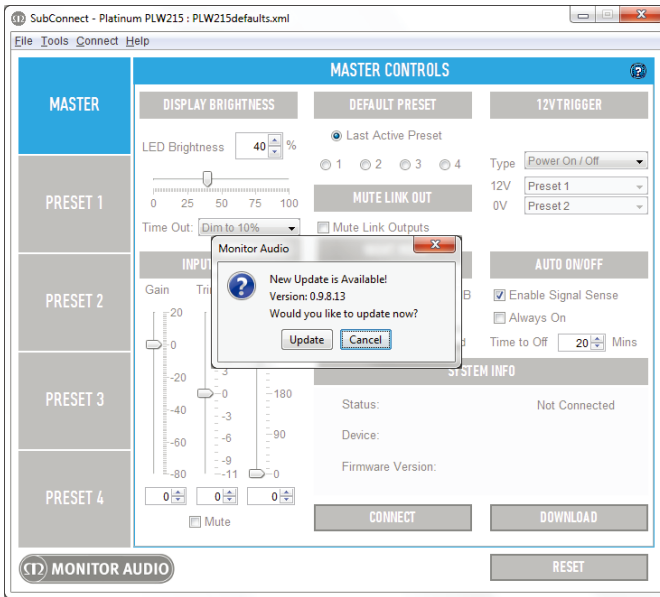 SubConnect - Platinum PLW215 : PLW215defaults.xml
File Tools Connect Help
MASTER
PRESET 1
PRESET 2
PRESET 3
PRESET 4
MASTER CONTROLS
DISPLAY BRIGHTNESS
LED Brightness 40 %
0 25 50 75 100
Time Out: Dim to 10%
DEFAULT PRESET
Last Active Preset
1 2 3 4
MUTE LINK OUT
Mute Link Outputs
12V TRIGGER
Type Power On / Off
12V Preset 1
0V Preset 2
Monitor Audio
New Update is Available!
Version: 0.9.8.13
Would you like to update now?
Update Cancel
INPUT
Gain
20
0
-20
-40
-60
-80
3
0
-3
-6
-9
-11
180
90
0
0 0 0
Mute
B
AUTO ON/OFF
Enable Signal Sense
Always On
Time to Off 20 Mins
SYSTEM INFO
Status: Not Connected
Device:
Firmware Version:
CONNECT DOWNLOAD
MONITOR AUDIO
RESET